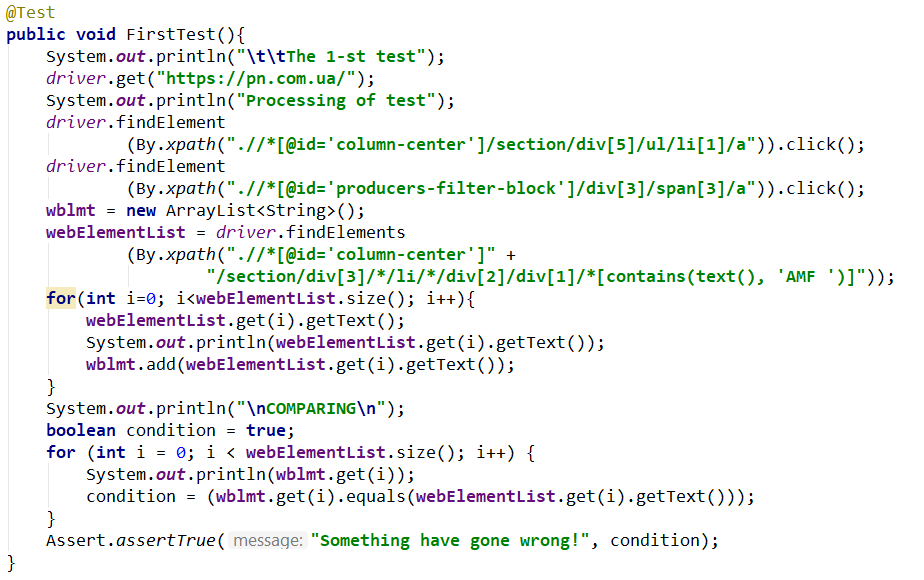 @Test
public void FirstTest(){
    System.out.println("\t\tThe 1-st test");
    driver.get("https://pn.com.ua/");
    System.out.println("Processing of test");
    driver.findElement
            (By.xpath(".//*[@id='column-center']/section/div[5]/ul/li[1]/a")).click();
    driver.findElement
            (By.xpath(".//*[@id='producers-filter-block']/div[3]/span[3]/a")).click();
    wblmt = new ArrayList<String>();
    webElementList = driver.findElements
            (By.xpath(".//*[@id='column-center']" +
                    "/section/div[3]/*/li/*/div[2]/div[1]/*[contains(text(), 'AMF ')]"));
    for(int i=0; i<webElementList.size(); i++){
        webElementList.get(i).getText();
        System.out.println(webElementList.get(i).getText());
        wblmt.add(webElementList.get(i).getText());
    }
    System.out.println("\nCOMPARING\n");
    boolean condition = true;
    for (int i = 0; i < webElementList.size(); i++) {
        System.out.println(wblmt.get(i));
        condition = (wblmt.get(i).equals(webElementList.get(i).getText()));
    }
    Assert.assertTrue( message: "Something have gone wrong!", condition);
}